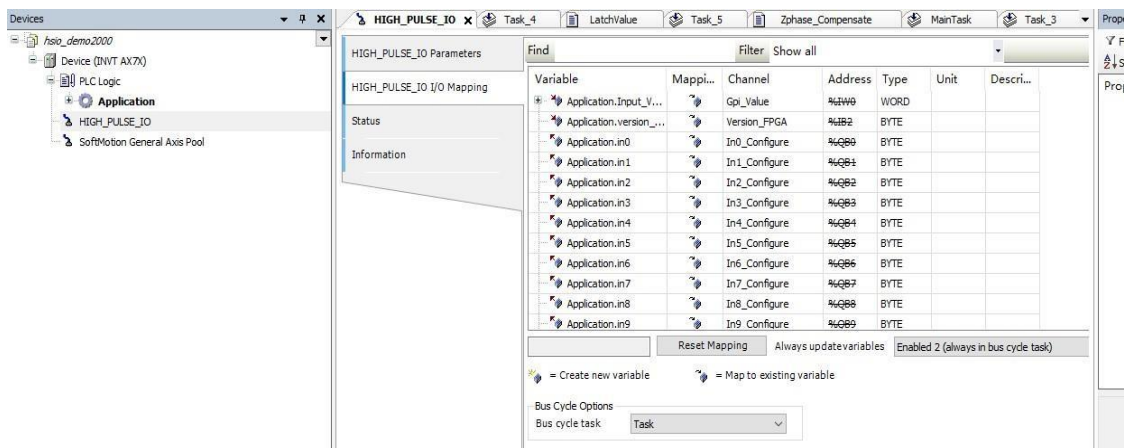 Devices
HIGH_PULSE_IO
Task_4
LatchValue
Task_5
Zphase_Compensate
MainTask
Task_3
hsio_demo2000
Device (INVT AX7X)
PLC Logic
Application
HIGH_PULSE_IO
SoftMotion General Axis Pool
HIGH_PULSE_IO Parameters
HIGH_PULSE_IO I/O Mapping
Status
Information
Find Filter Show all
Variable Mappi... Channel Address Type Unit Descri...
Application.Input_V... Gpi_Value %IW0 WORD
Application.version_... Version_FPGA %IB2 BYTE
Application.in0 In0_Configure %QB0 BYTE
Application.in1 In1_Configure %QB1 BYTE
Application.in2 In2_Configure %QB2 BYTE
Application.in3 In3_Configure %QB3 BYTE
Application.in4 In4_Configure %QB4 BYTE
Application.in5 In5_Configure %QB5 BYTE
Application.in6 In6_Configure %QB6 BYTE
Application.in7 In7_Configure %QB7 BYTE
Application.in8 In8_Configure %QB8 BYTE
Application.in9 In9_Configure %QB9 BYTE
Reset Mapping Always updatevariables Enabled 2 (always in bus cycle task)
= Create new variable = Map to existing variable
Bus Cycle Options
Bus cycle task Task
Prope
F
S
Prop